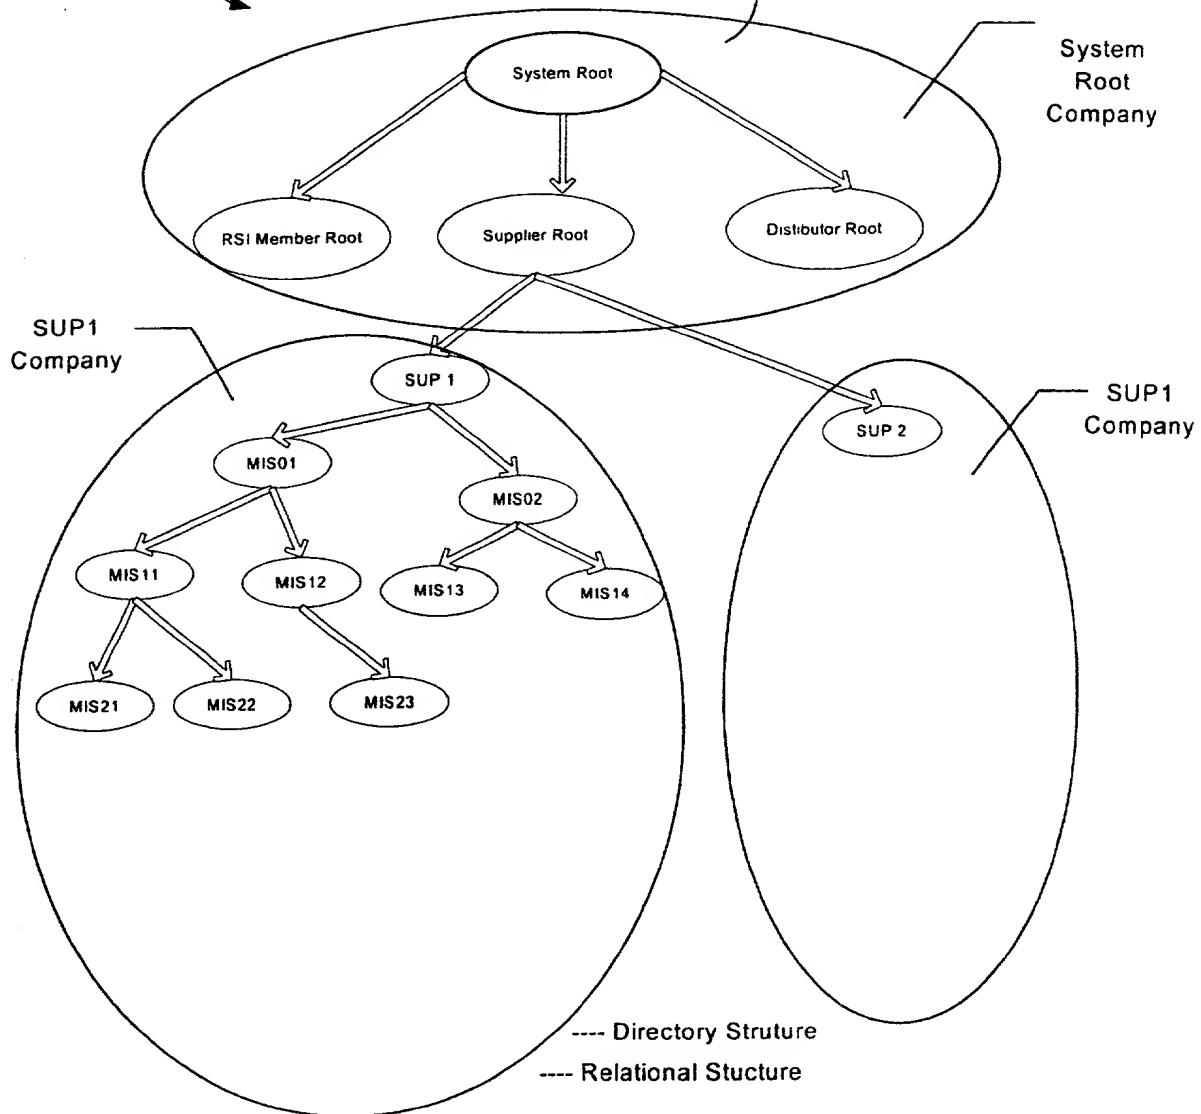 System Root
System
Root
Company
RSI Member Root
Supplier Root
Distibutor Root
SUP1
Company
SUP 1
SUP 2
SUP1
Company
MIS01
MIS02
MIS11
MIS12
MIS13
MIS14
MIS21
MIS22
MIS23
---- Directory Struture
---- Relational Stucture